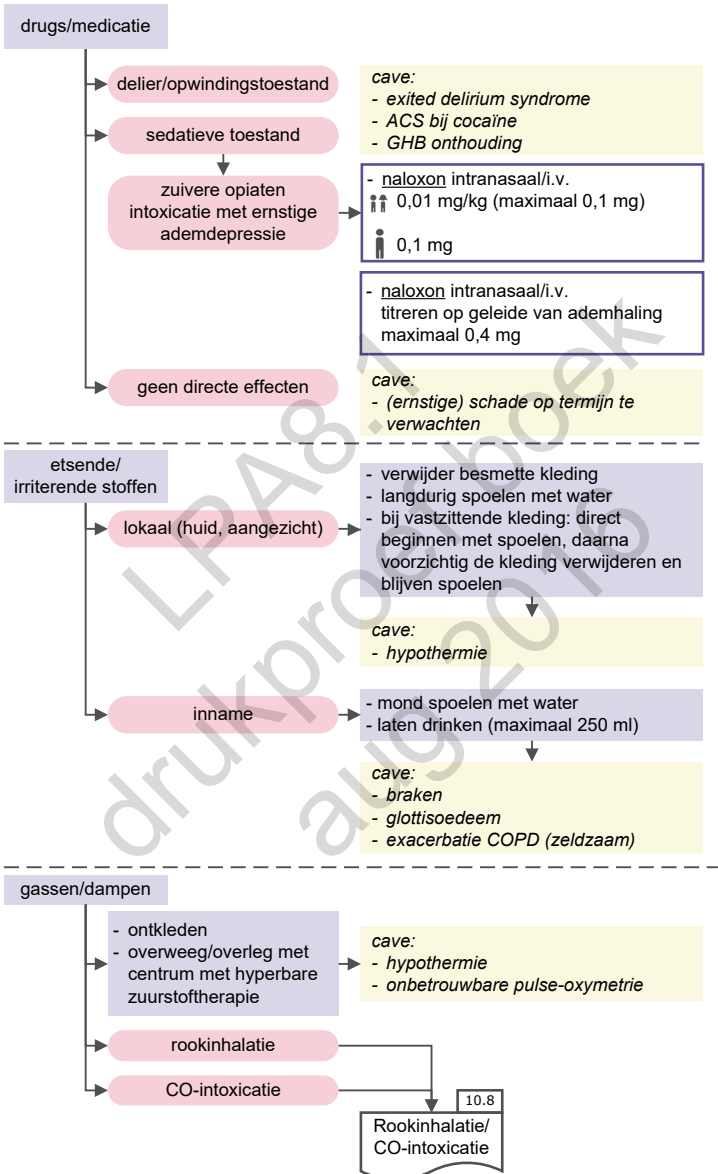 drugs/medicatie
delier/opwindingstoestand
cave:
- exited delirium syndrome
- ACS bij cocaïne
- GHB onthouding
sedatieve toestand
zuivere opiaten
intoxicatie met ernstige
ademdepressie
- naloxon intranasaal/i.v.
0,01 mg/kg (maximaal 0,1 mg)
0,1 mg
- naloxon intranasaal/i.v.
titreren op geleide van ademhaling
maximaal 0,4 mg
geen directe effecten
cave:
- (ernstige) schade op termijn te
verwachten
etsende/
irriterende stoffen
lokaal (huid, aangezicht)
- verwijder besmette kleding
- langdurig spoelen met water
- bij vastzittende kleding: direct
beginnen met spoelen, daarna
voorzichtig de kleding verwijderen en
blijven spoelen
cave:
- hypothermie
inname
- mond spoelen met water
- laten drinken (maximaal 250 ml)
cave:
- braken
- glottisoedeem
- exacerbatie COPD (zeldzaam)
gassen/dampen
- ontkleden
- overweeg/overleg met
centrum met hyperbare
zuurstoftherapie
cave:
- hypothermie
- onbetrouwbare pulse-oxymetrie
rookinhalatie
CO-intoxicatie
10.8
Rookinhalatie/
CO-intoxicatie
LPA8.1
drukproef boek
aug 2016